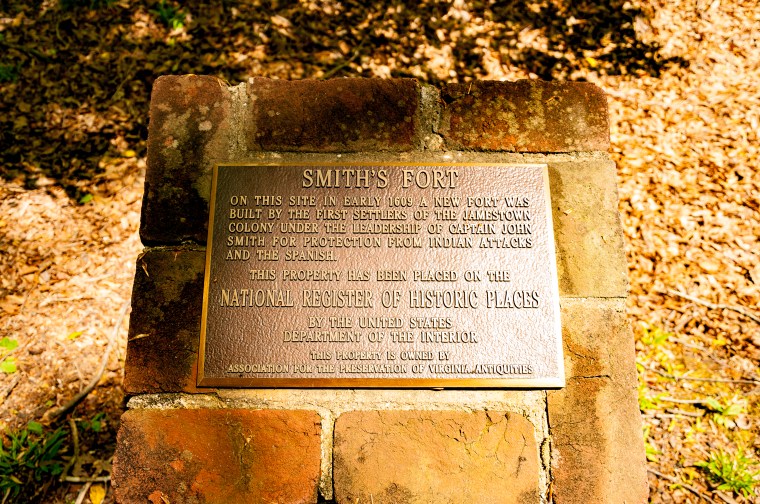 SMITH'S FORT
ON THIS SITE IN EARLY 1609 A NEW FORT WAS
BUILT BY THE FIRST SETTLERS OF THE JAMESTOWN
COLONY UNDER THE LEADERSHIP OF CAPTAIN JOHN
SMITH FOR PROTECTION FROM INDIAN ATTACKS
AND THE SPANISH.
THIS PROPERTY HAS BEEN PLACED ON THE
NATIONAL REGISTER OF HISTORIC PLACES
BY THE UNITED STATES
DEPARTMENT OF THE INTERIOR
THIS PROPERTY IS OWNED BY
ASSOCIATION FOR THE PRESERVATION OF VIRGINIA ANTIQUITIES